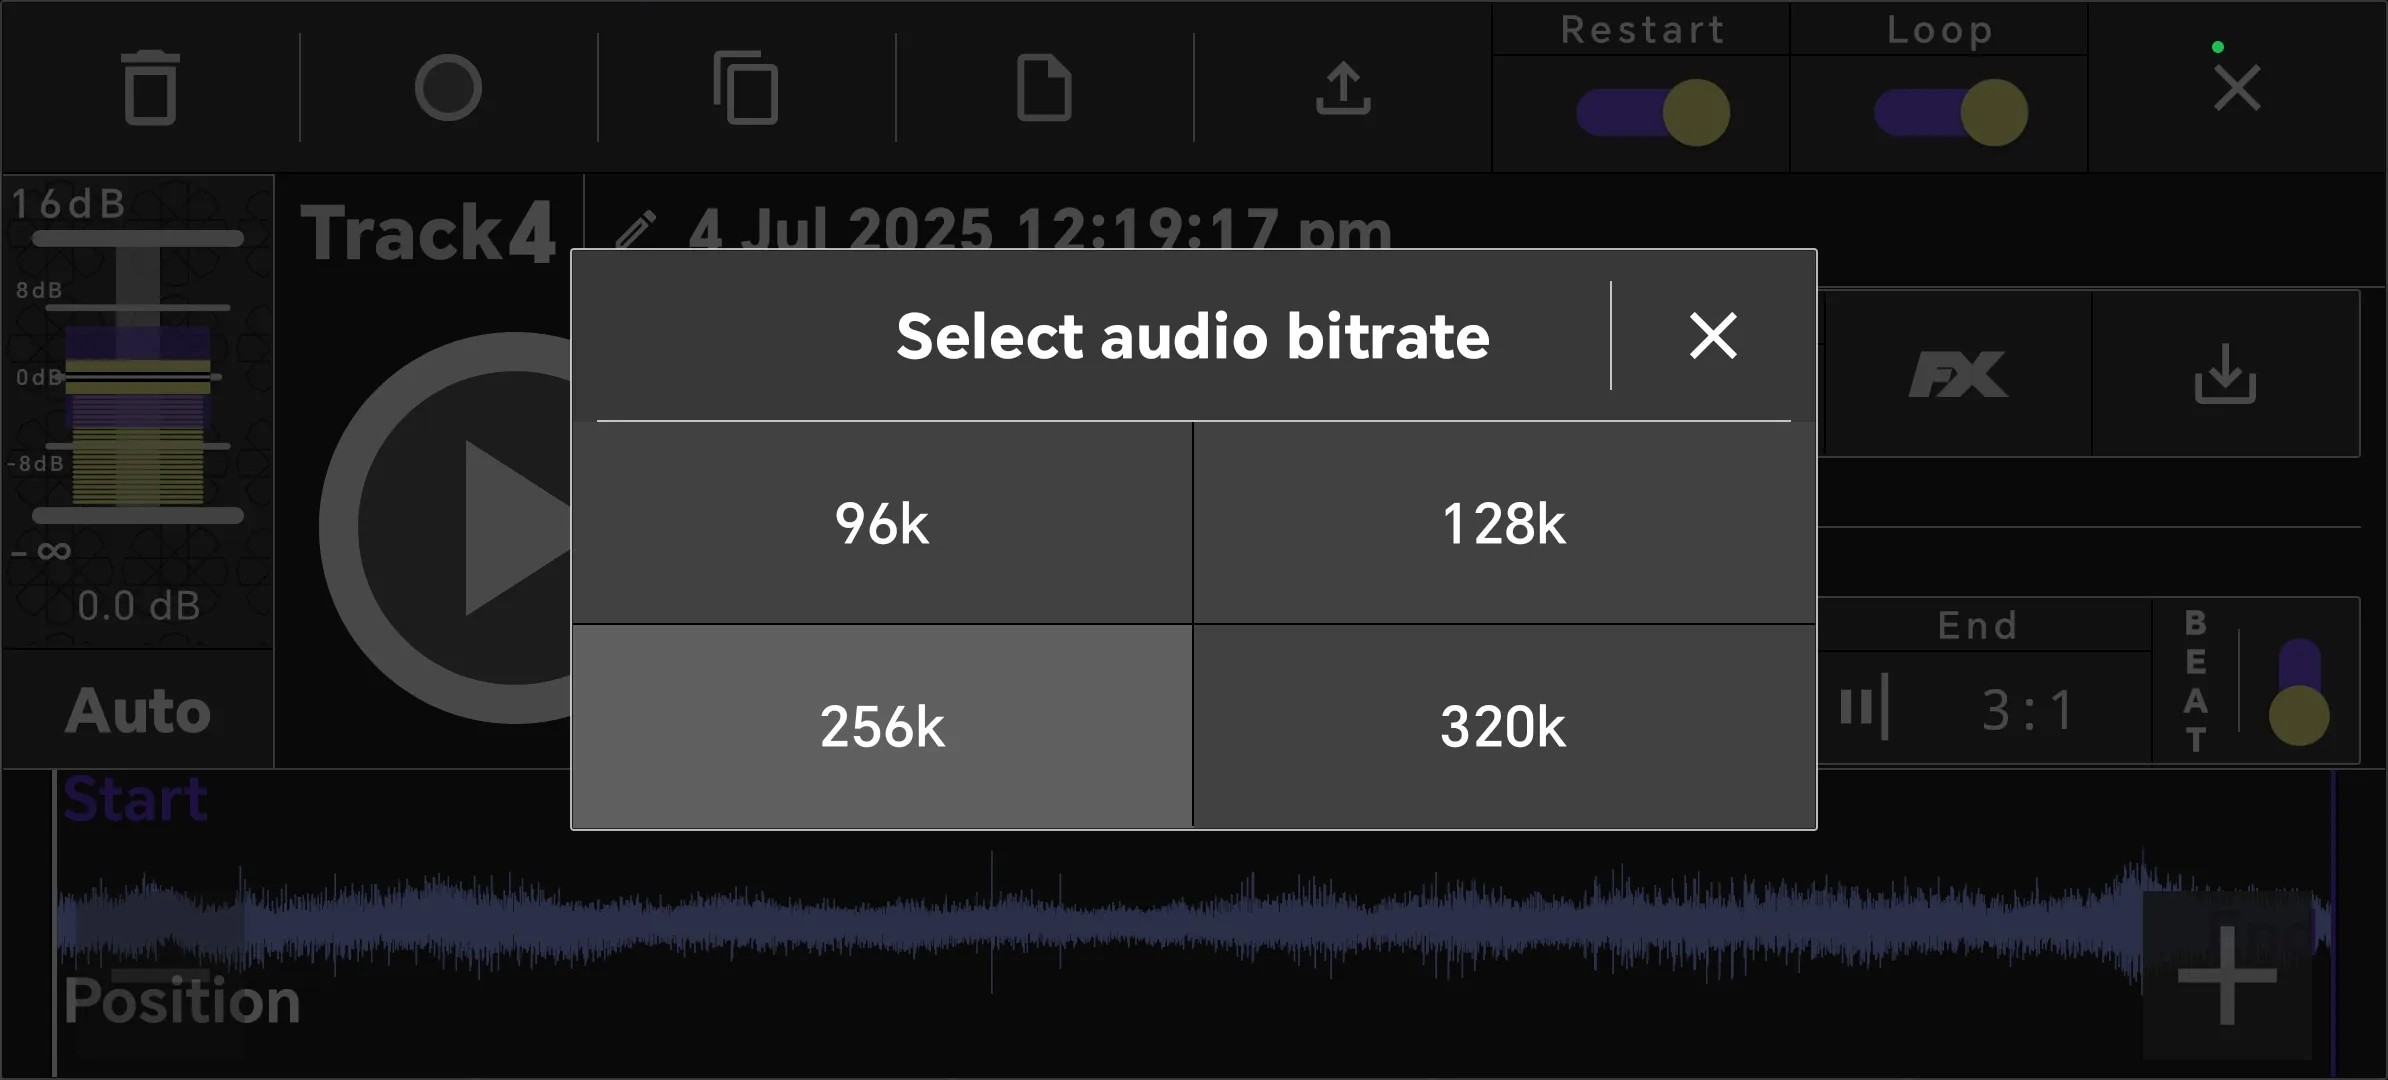 Restart
Loop
16dB
Track4
4 Jul 2025 12:19:17 pm
8dB
Select audio bitrate
FX
0dB
-8dB
96k
128k
-∞
0.0 dB
End
BEAT
3:1
Auto
256k
320k
Start
End
Position